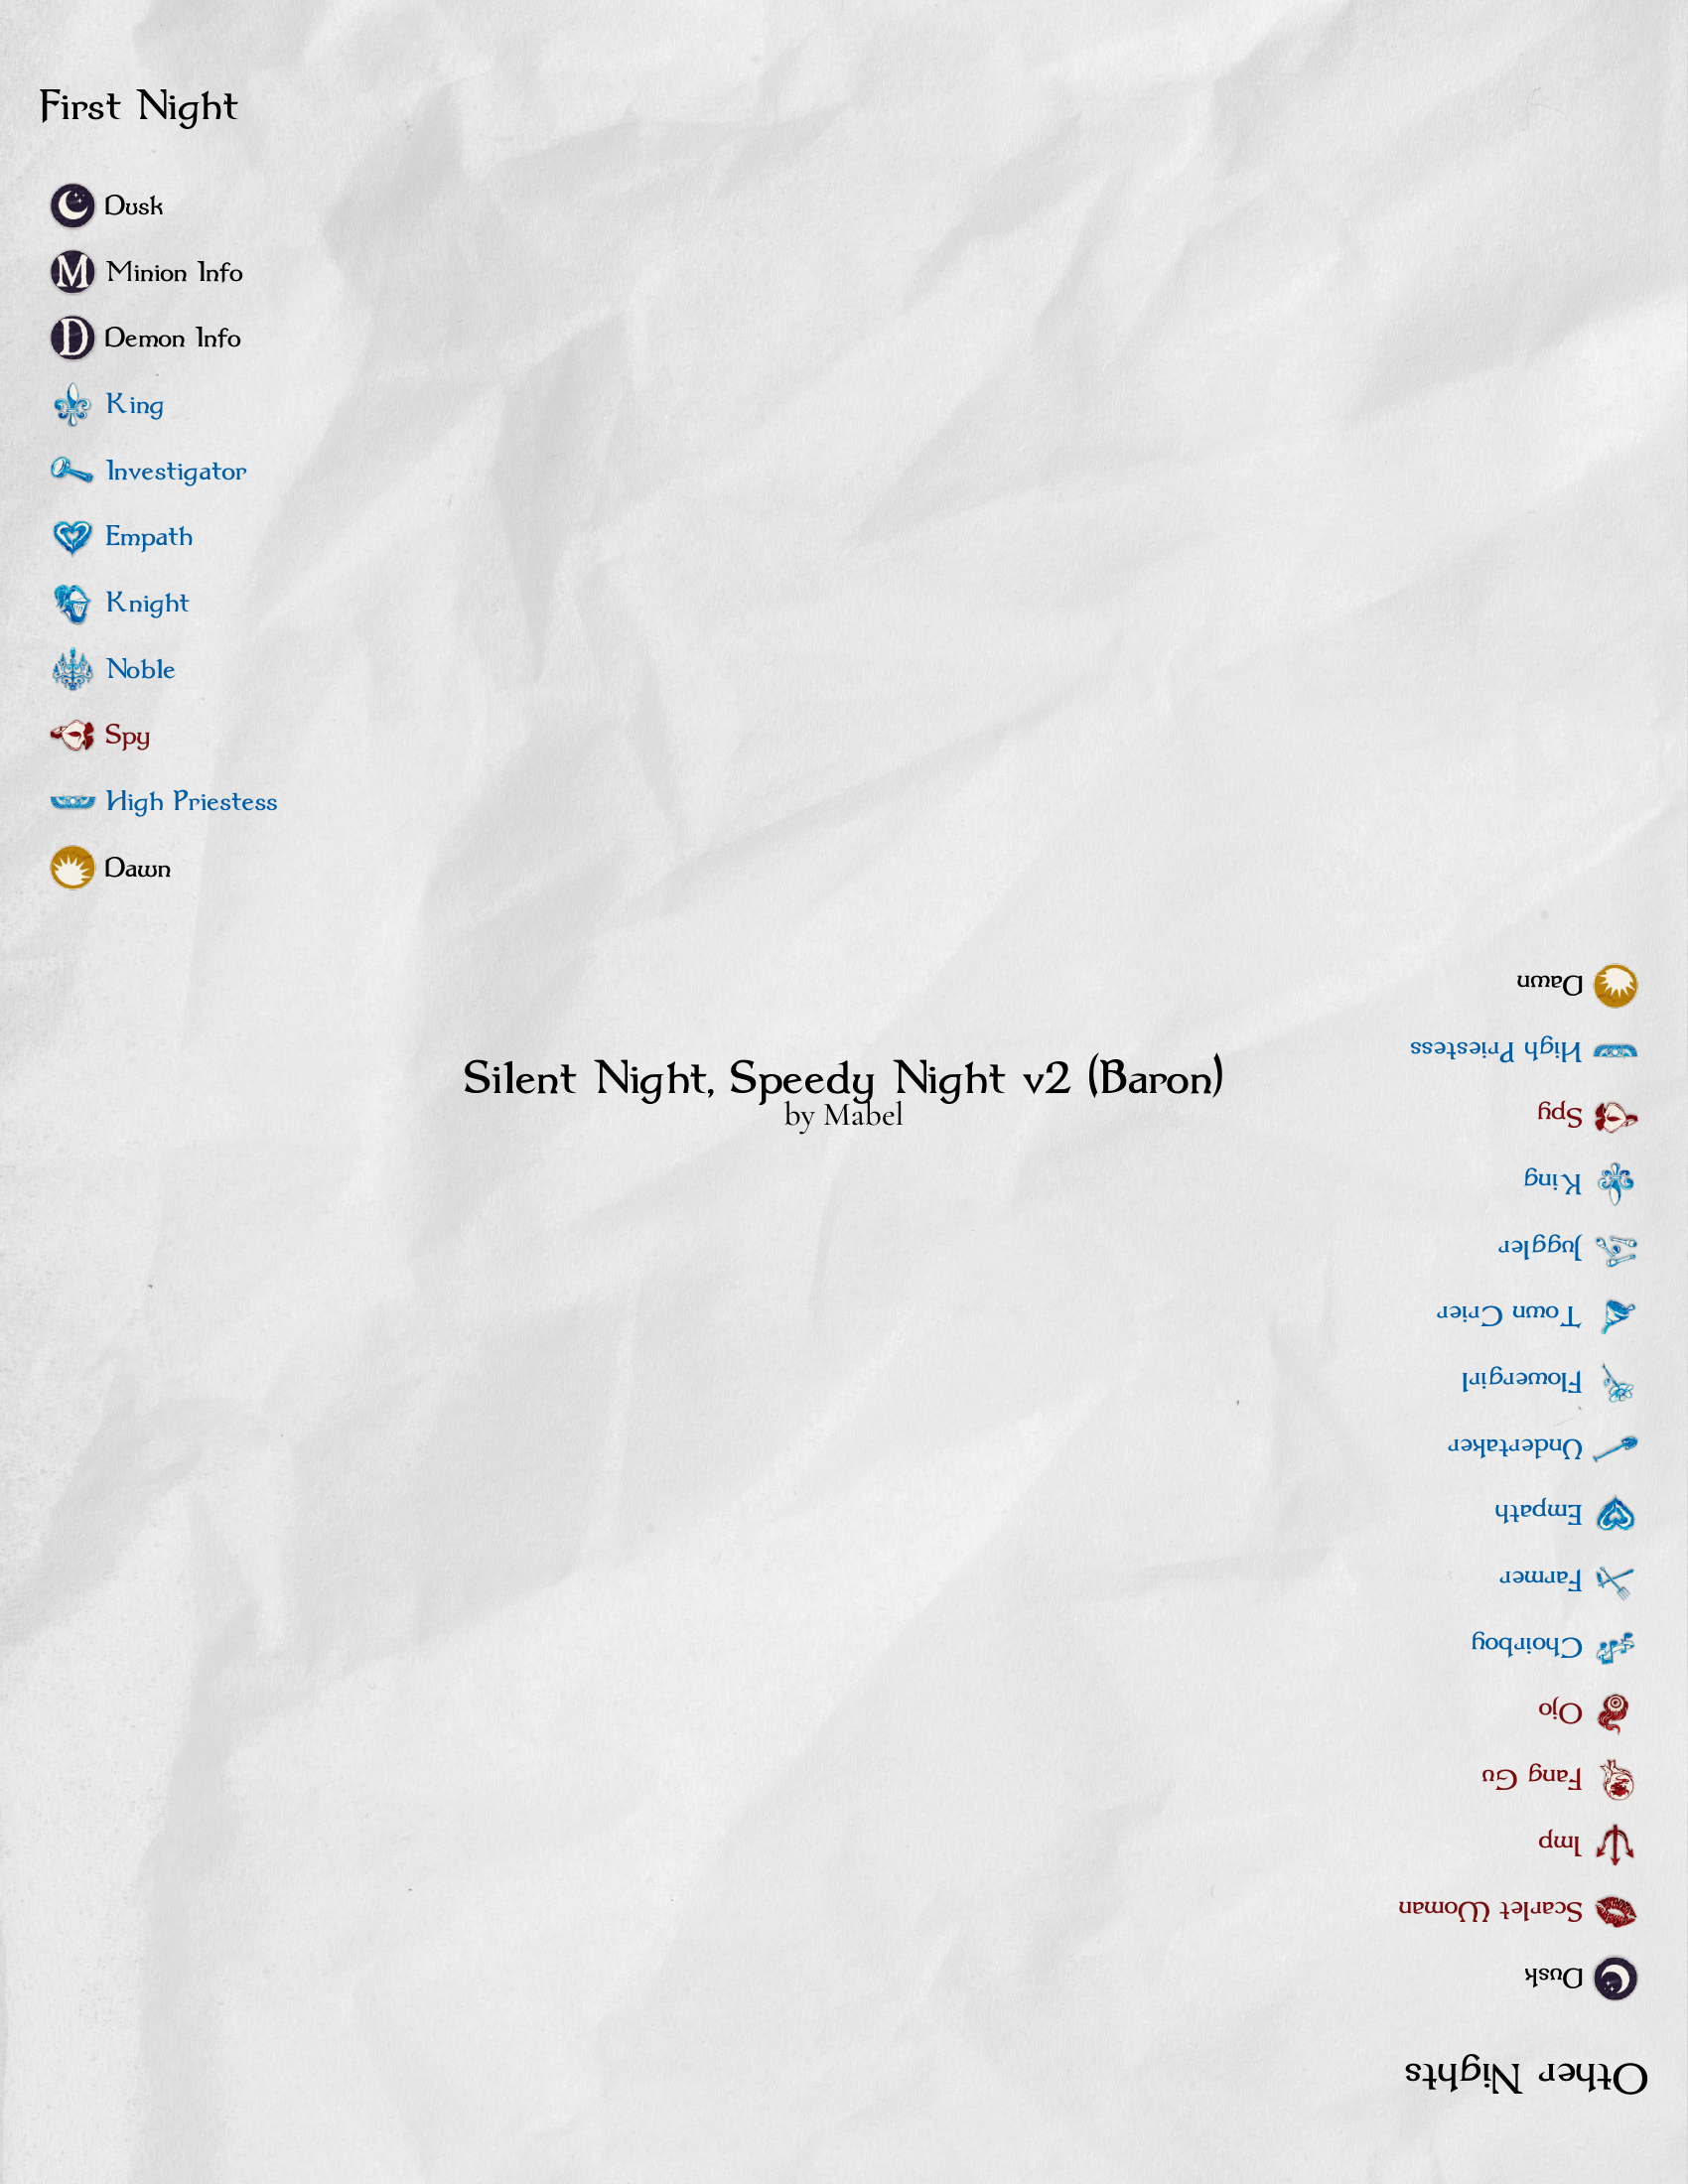 First Night
Dusk
Minion Info
Demon Info
King
Investigator
Empath
Knight
Noble
Spy
High Priestess
Dawn
Silent Night, Speedy Night v2 (Baron)
by Mabel
Other Nights
Dusk
Scarlet Woman
Imp
Fang Gu
Ojo
Choirboy
Farmer
Empath
Undertaker
Flowergirl
Town Crier
Juggler
King
Spy
High Priestess
Dawn